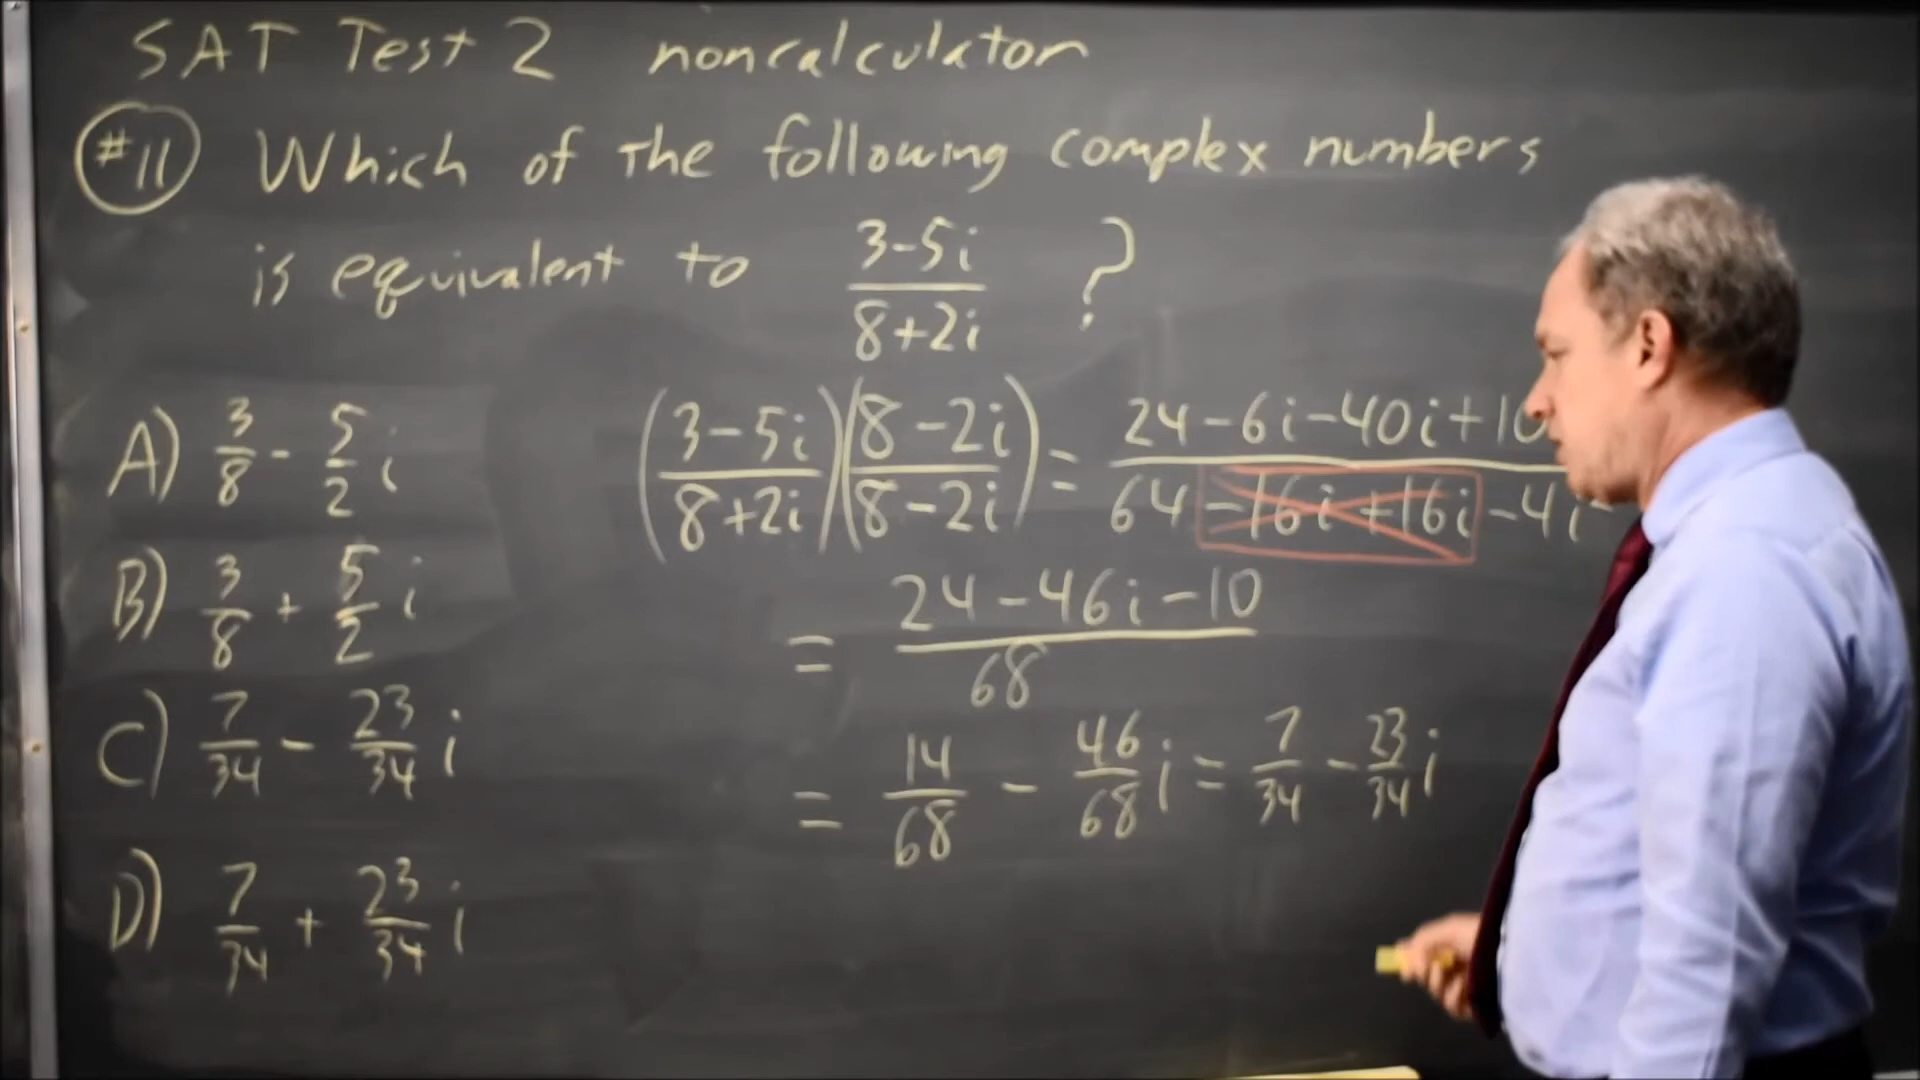 SAT Test 2 noncalculator
#11 Which of the following complex numbers
is equivalent to (3-5i)/(8+2i) ?
A) 3/8 - 5/2 i
B) 3/8 + 5/2 i
C) 7/34 - 23/34 i
D) 7/34 + 23/34 i
((3-5i)/(8+2i))((8-2i)/(8-2i)) = (24-6i-40i+10)/(64-16i+16i-4i
= (24-46i-10)/68
= 14/68 - 46/68 i = 7/34 - 23/34 i